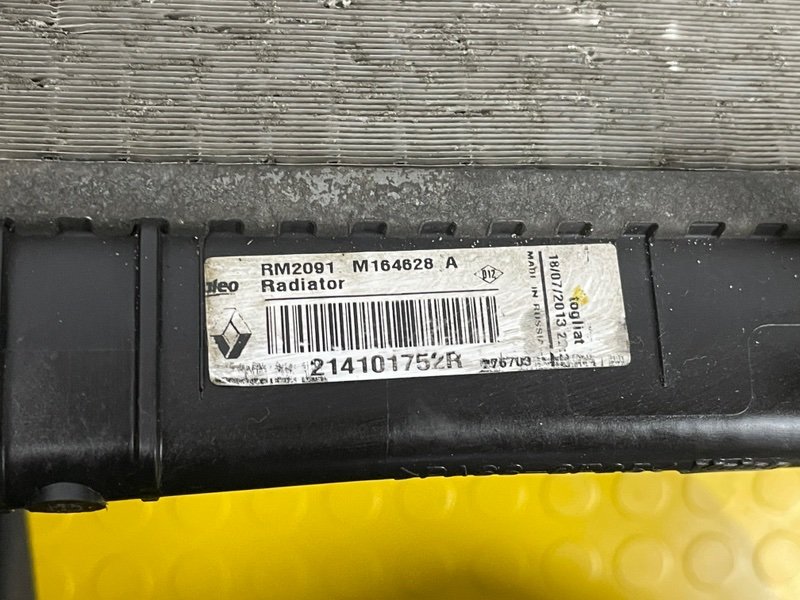 RM2091 M164628 A
Radiator
214101752R
18/07/2013
MADE IN RUSSIA
togliat